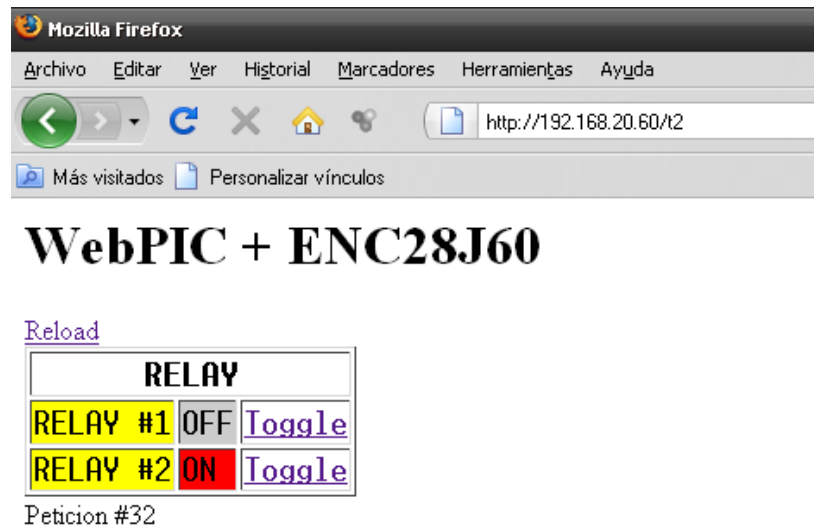 Mozilla Firefox
Archivo Editar Ver Historial Marcadores Herramientas Ayuda
http://192.168.20.60/t2
Más visitados Personalizar vínculos
WebPIC + ENC28J60
Reload
RELAY
RELAY #1 OFF Toggle
RELAY #2 ON Toggle
Peticion #32